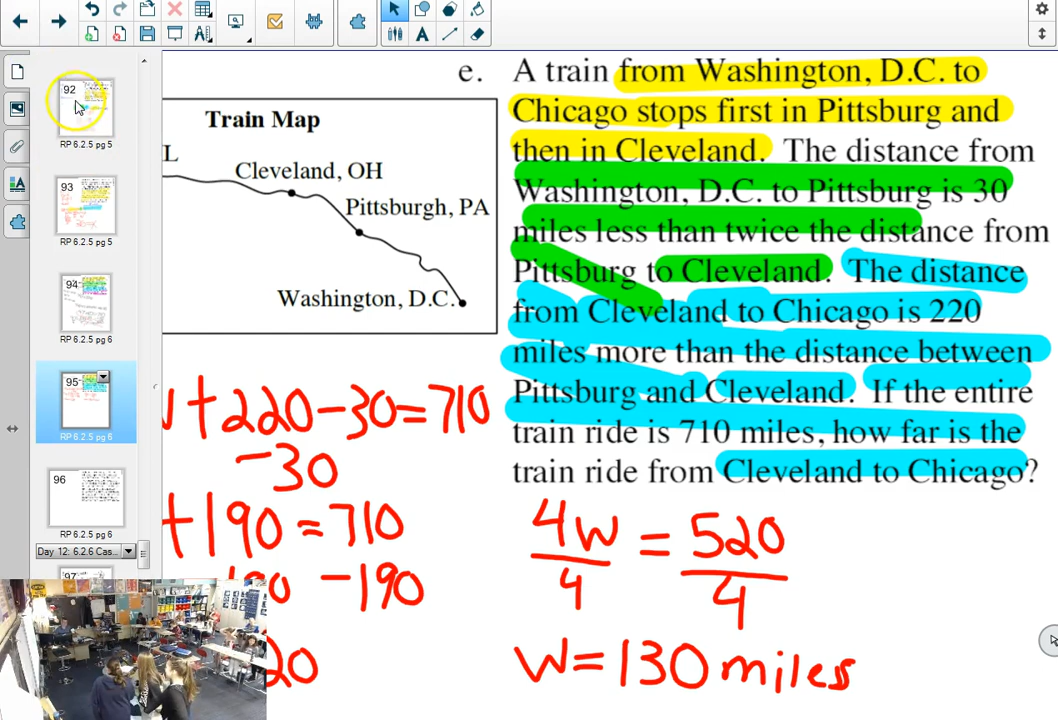 92
RP 6.2.5 pg 5
93
RP 6.2.5 pg 5
94
RP 6.2.5 pg 6
95
RP 6.2.5 pg 6
96
RP 6.2.5 pg 6
Day 12: 6.2.6 Cas...
97
Train Map
L
Cleveland, OH
Pittsburgh, PA
Washington, D.C.
e. A train from Washington, D.C. to
Chicago stops first in Pittsburg and
then in Cleveland. The distance from
Washington, D.C. to Pittsburg is 30
miles less than twice the distance from
Pittsburg to Cleveland. The distance
from Cleveland to Chicago is 220
miles more than the distance between
Pittsburg and Cleveland. If the entire
train ride is 710 miles, how far is the
train ride from Cleveland to Chicago?
+220-30=710
-30
+190=710
-190
20
4w = 520
4 4
w=130 miles